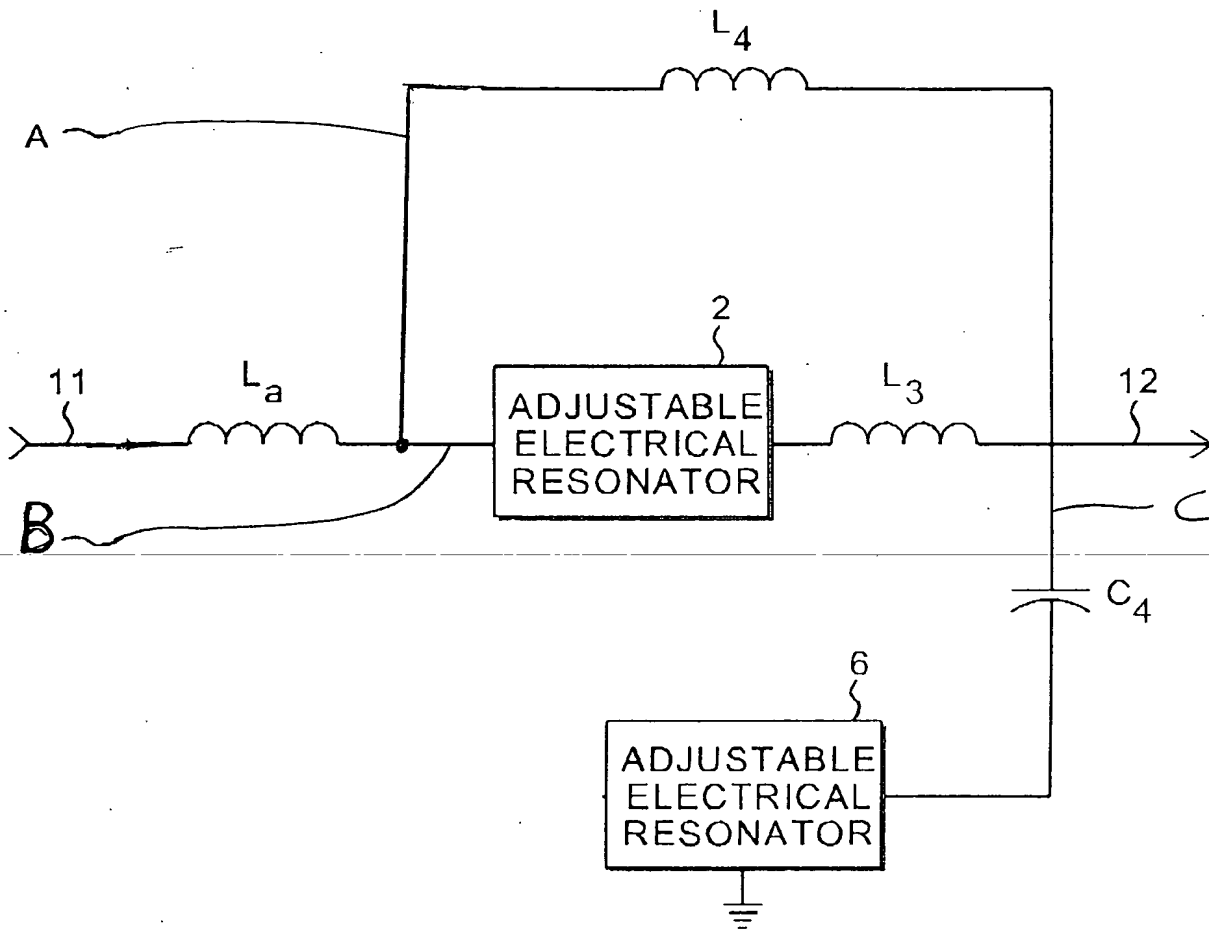 L4
A
2
11
La
L3
12
ADJUSTABLE
ELECTRICAL
RESONATOR
B
C
C4
6
ADJUSTABLE
ELECTRICAL
RESONATOR